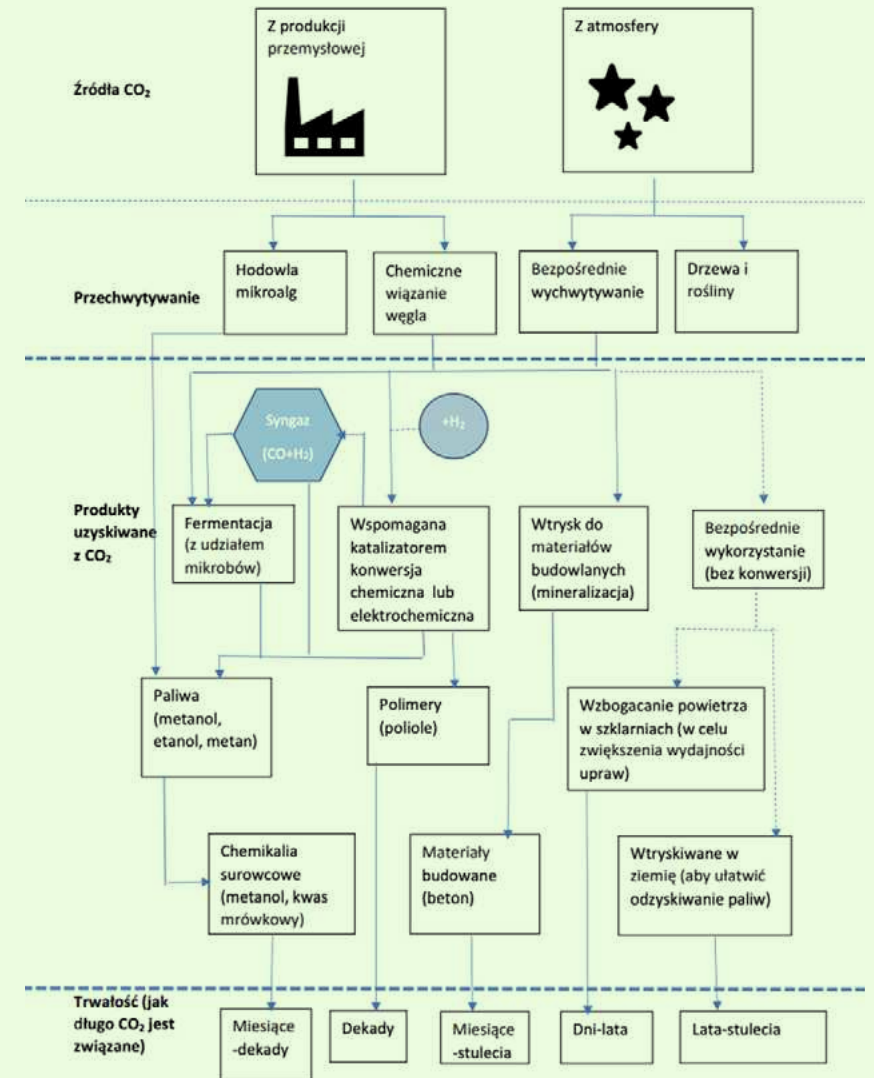 Z produkcji
przemysłowej
Z atmosfery
Źródła CO₂
Hodowla
mikroalg
Chemiczne
wiązanie
węgla
Bezpośrednie
wychwytywanie
Drzewa i
rośliny
Przechwytywanie
Syngaz
(CO+H₂)
+H₂
Produkty
uzyskiwane
z CO₂
Fermentacja
(z udziałem
mikrobów)
Wspomagana
katalizatorem
konwersja
chemiczna lub
elektrochemiczna
Wtrysk do
materiałów
budowlanych
(mineralizacja)
Bezpośrednie
wykorzystanie
(bez konwersji)
Paliwa
(metanol,
etanol, metan)
Polimery
(poliole)
Wzbogacanie powietrza
w szklarniach (w celu
zwiększenia wydajności
upraw)
Chemikalia
surowcowe
(metanol, kwas
mrówkowy)
Materiały
budowane
(beton)
Wtryskiwane w
ziemię (aby ułatwić
odzyskiwanie paliw)
Trwałość (jak
długo CO₂ jest
związane)
Miesiące
-dekady
Dekady
Miesiące
-stulecia
Dni-lata
Lata-stulecia